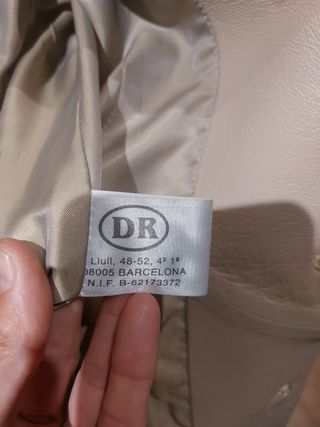 DR
Llull, 48-52, 4º 1ª
08005 BARCELONA
N.I.F. B-62173372